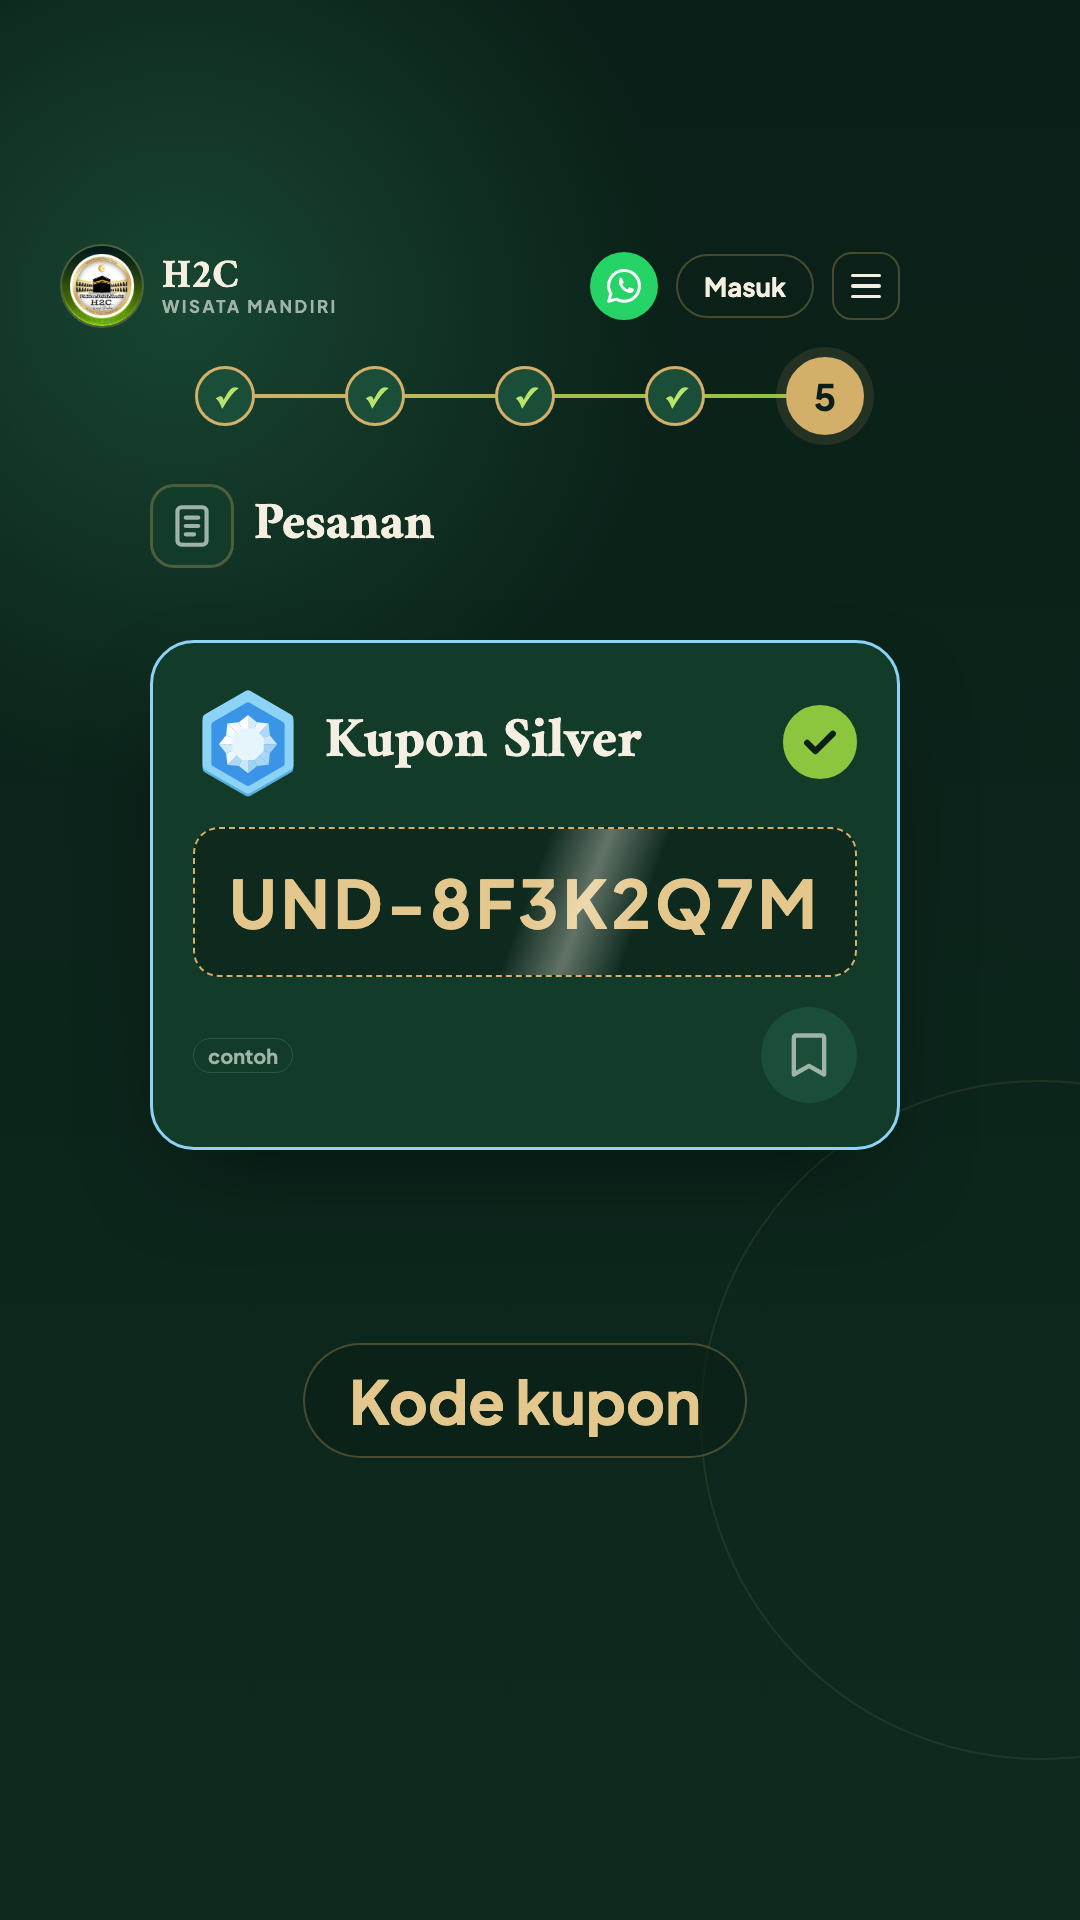 H2C
WISATA MANDIRI
Masuk
5
Pesanan
Kupon Silver
UND-8F3K2Q7M
contoh
Kode kupon